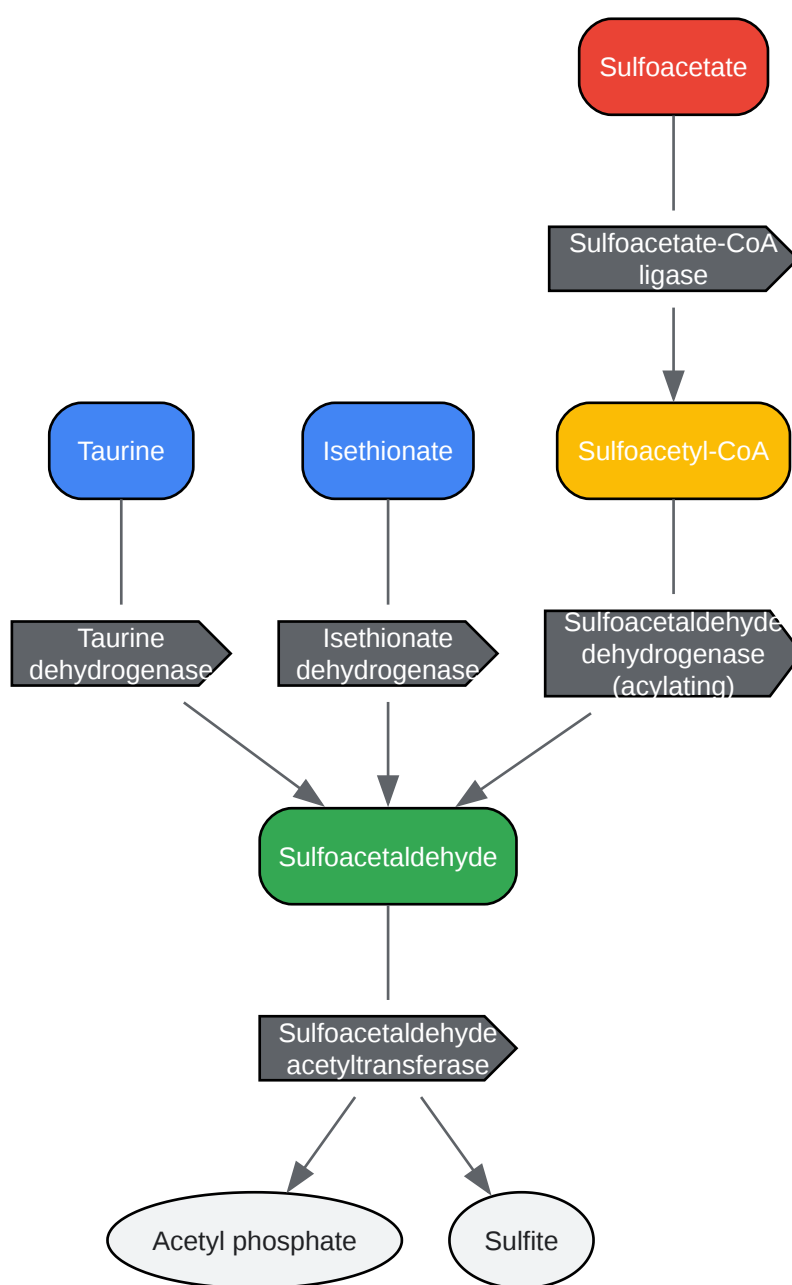 Sulfoacetate
Sulfoacetate-CoA
ligase
Taurine
Isethionate
Sulfoacetyl-CoA
Taurine
dehydrogenase
Isethionate
dehydrogenase
Sulfoacetaldehyde
dehydrogenase
(acylating)
Sulfoacetaldehyde
Sulfoacetaldehyde
acetyltransferase
Acetyl phosphate
Sulfite